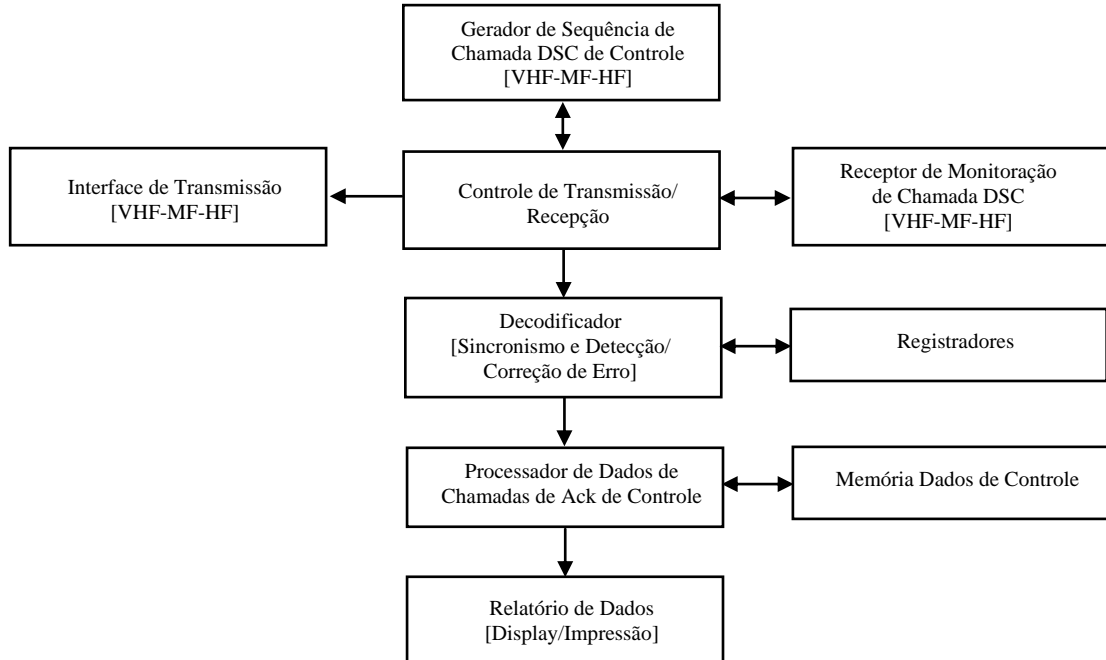 Gerador de Sequência de
Chamada DSC de Controle
[VHF-MF-HF]
Interface de Transmissão
[VHF-MF-HF]
Controle de Transmissão/
Recepção
Receptor de Monitoração
de Chamada DSC
[VHF-MF-HF]
Decodificador
[Sincronismo e Detecção/
Correção de Erro]
Registradores
Processador de Dados de
Chamadas de Ack de Controle
Memória Dados de Controle
Relatório de Dados
[Display/Impressão]